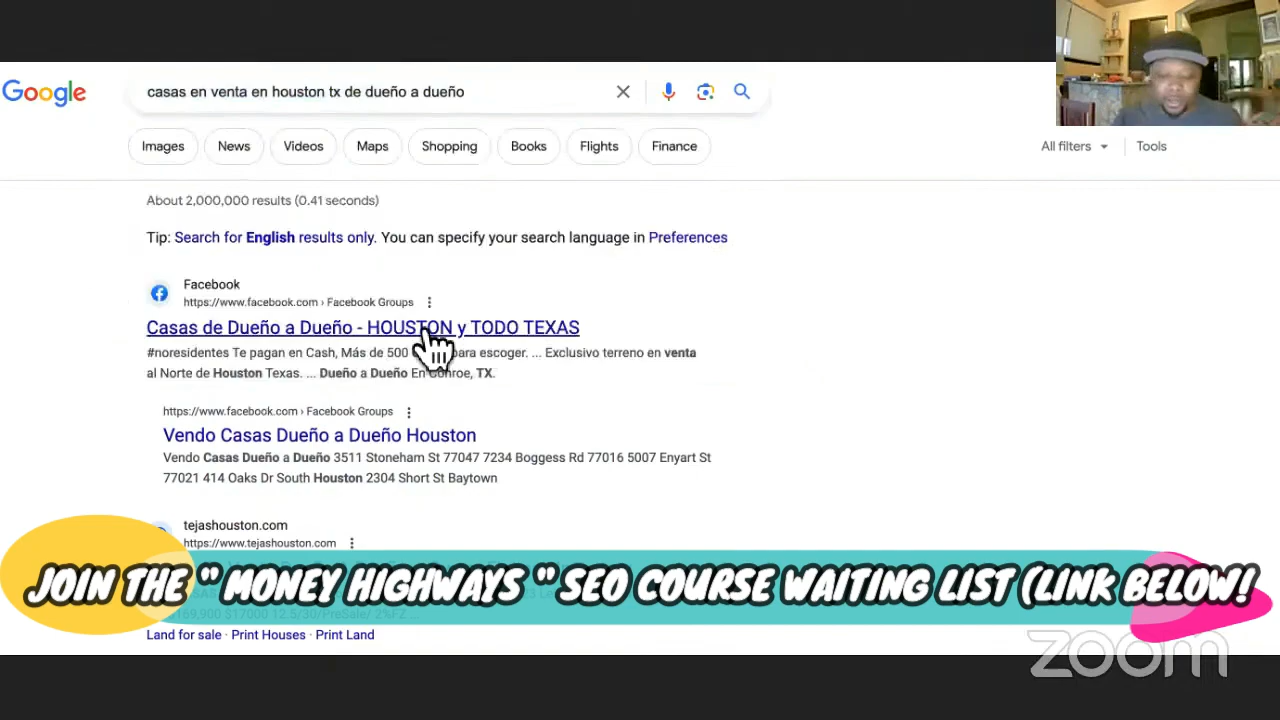 Google
casas en venta en houston tx de dueño a dueño
Images News Videos Maps Shopping Books Flights Finance
All filters Tools
About 2,000,000 results (0.41 seconds)
Tip: Search for English results only. You can specify your search language in Preferences
Facebook
https://www.facebook.com › Facebook Groups
Casas de Dueño a Dueño - HOUSTON y TODO TEXAS
#noresidentes Te pagan en Cash, Más de 500 para escoger. ... Exclusivo terreno en venta
al Norte de Houston Texas. ... Dueño a Dueño En Conroe, TX.
https://www.facebook.com › Facebook Groups
Vendo Casas Dueño a Dueño Houston
Vendo Casas Dueño a Dueño 3511 Stoneham St 77047 7234 Boggess Rd 77016 5007 Enyart St
77021 414 Oaks Dr South Houston 2304 Short St Baytown
tejashouston.com
https://www.tejashouston.com
JOIN THE " MONEY HIGHWAYS " SEO COURSE WAITING LIST (LINK BELOW!
Land for sale · Print Houses · Print Land
zoom